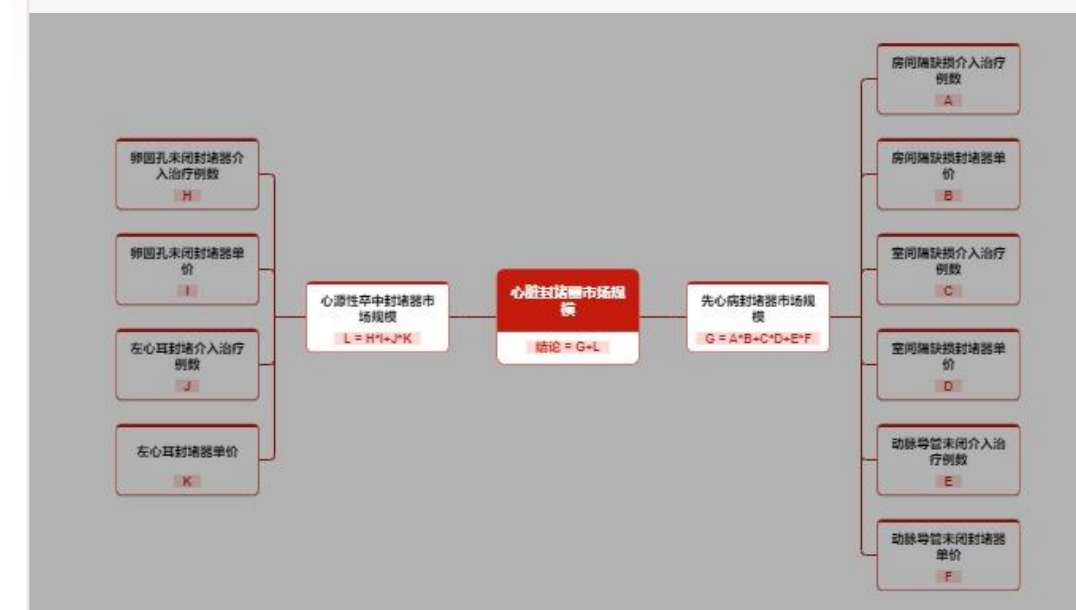 卵圆孔未闭封堵器介
入治疗例数
H
卵圆孔未闭封堵器单
价
I
左心耳封堵介入治疗
例数
J
左心耳封堵器单价
K
心源性卒中封堵器市
场规模
L = H*I+J*K
心脏封堵器市场规
模
结论 = G+L
先心病封堵器市场规
模
G = A*B+C*D+E*F
房间隔缺损介入治疗
例数
A
房间隔缺损封堵器单
价
B
室间隔缺损介入治疗
例数
C
室间隔缺损封堵器单
价
D
动脉导管未闭介入治
疗例数
E
动脉导管未闭封堵器
单价
F